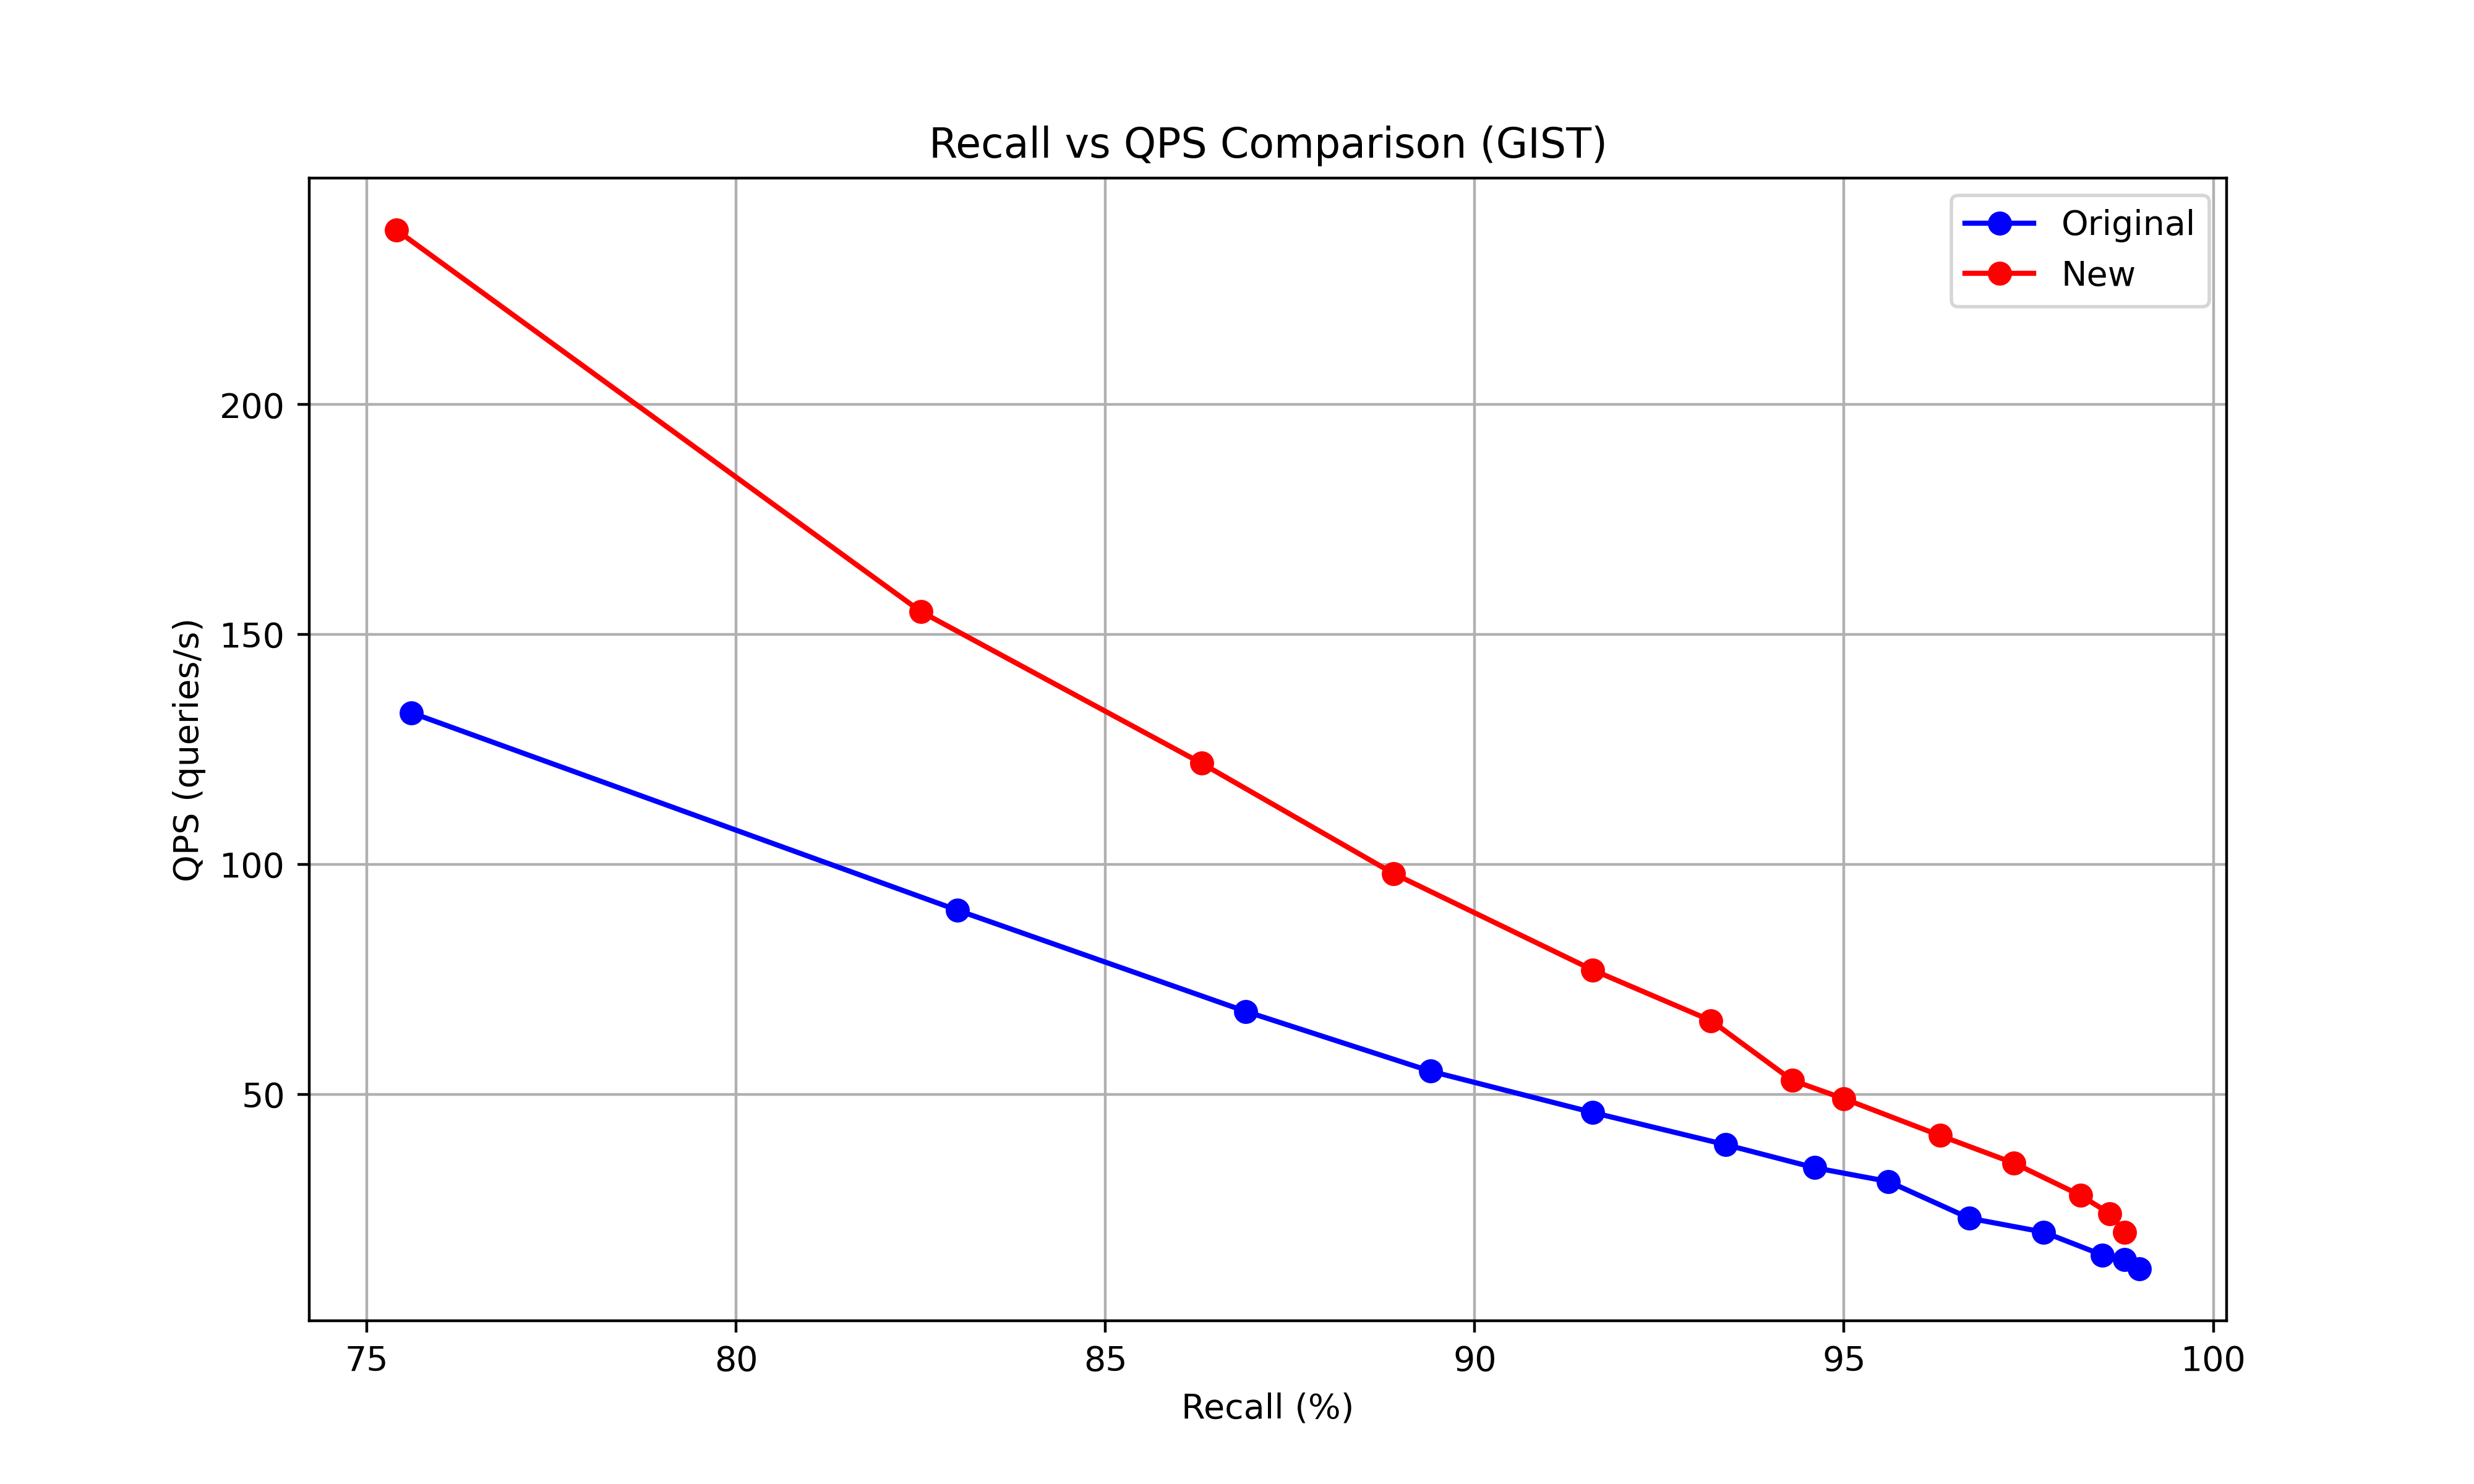 Recall vs QPS Comparison (GIST)
Original
New
QPS (queries/s)
200
150
100
50
75
80
85
90
95
100
Recall (%)